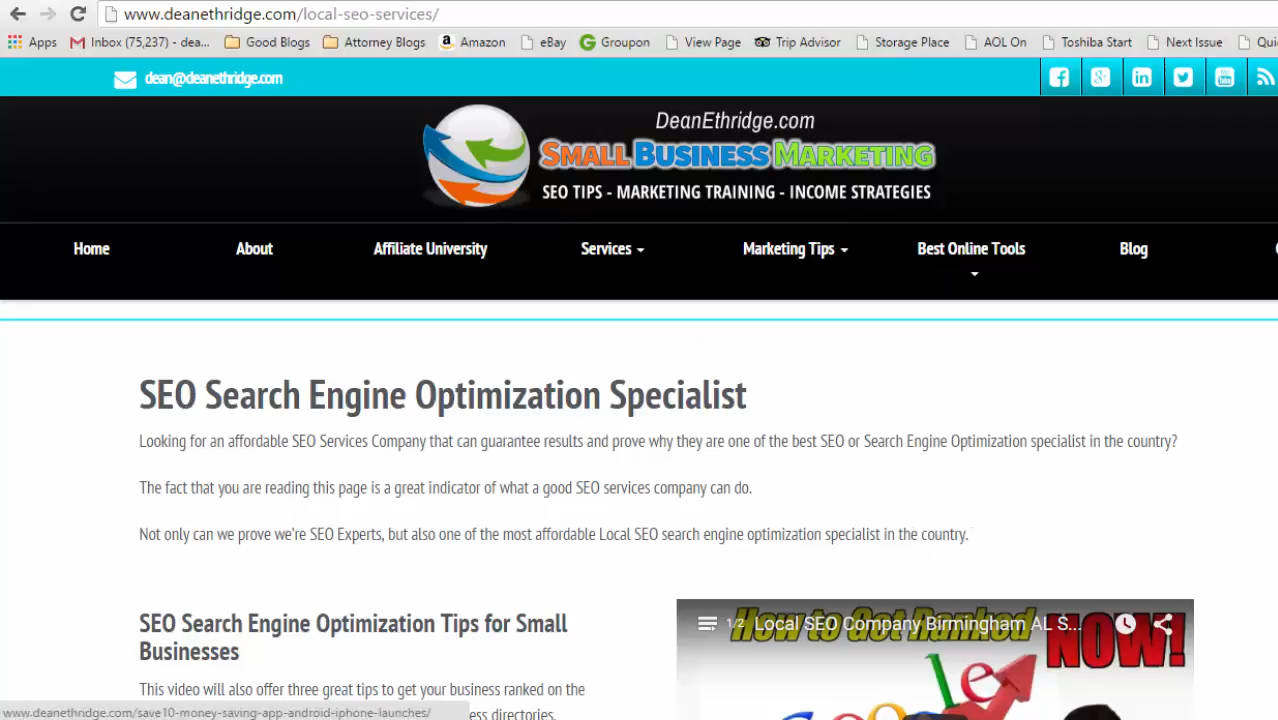 www.deanethridge.com/local-seo-services/
Apps Inbox (75,237) - dea... Good Blogs Attorney Blogs Amazon eBay Groupon View Page Trip Advisor Storage Place AOL On Toshiba Start Next Issue Qui
dean@deanethridge.com
DeanEthridge.com
SMALL BUSINESS MARKETING
SEO TIPS - MARKETING TRAINING - INCOME STRATEGIES
Home About Affiliate University Services Marketing Tips Best Online Tools Blog
SEO Search Engine Optimization Specialist
Looking for an affordable SEO Services Company that can guarantee results and prove why they are one of the best SEO or Search Engine Optimization specialist in the country?
The fact that you are reading this page is a great indicator of what a good SEO services company can do.
Not only can we prove we're SEO Experts, but also one of the most affordable Local SEO search engine optimization specialist in the country.
SEO Search Engine Optimization Tips for Small
Businesses
This video will also offer three great tips to get your business ranked on the
ess directories,
How to Get Ranked NOW!
1/2 Local SEO Company Birmingham AL S...
www.deanethridge.com/save10-money-saving-app-android-iphone-launches/